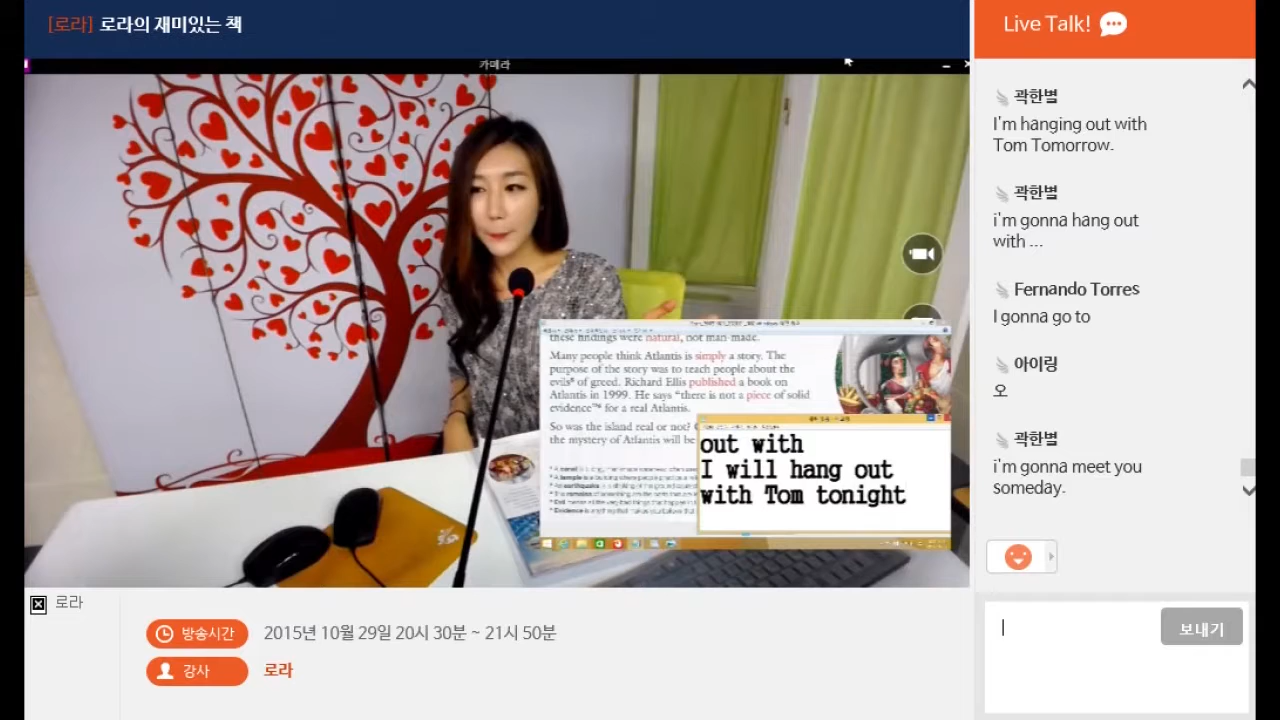 [로라] 로라의 재미있는 책
Live Talk!
카메라
곽한별
I'm hanging out with
Tom Tomorrow.
곽한별
i'm gonna hang out
with ...
Fernando Torres
I gonna go to
아이링
오
곽한별
i'm gonna meet you
someday.
these findings were natural, not man-made.
Many people think Atlantis is simply a story. The
purpose of the story was to teach people about the
evils of greed. Richard Ellis published a book on
Atlantis in 1999. He says "there is not a piece of solid
evidence" for a real Atlantis.
So was the island real or not?
the mystery of Atlantis will be
out with
I will hang out
with Tom tonight
로라
방송시간 2015년 10월 29일 20시 30분 ~ 21시 50분
강사 로라
보내기